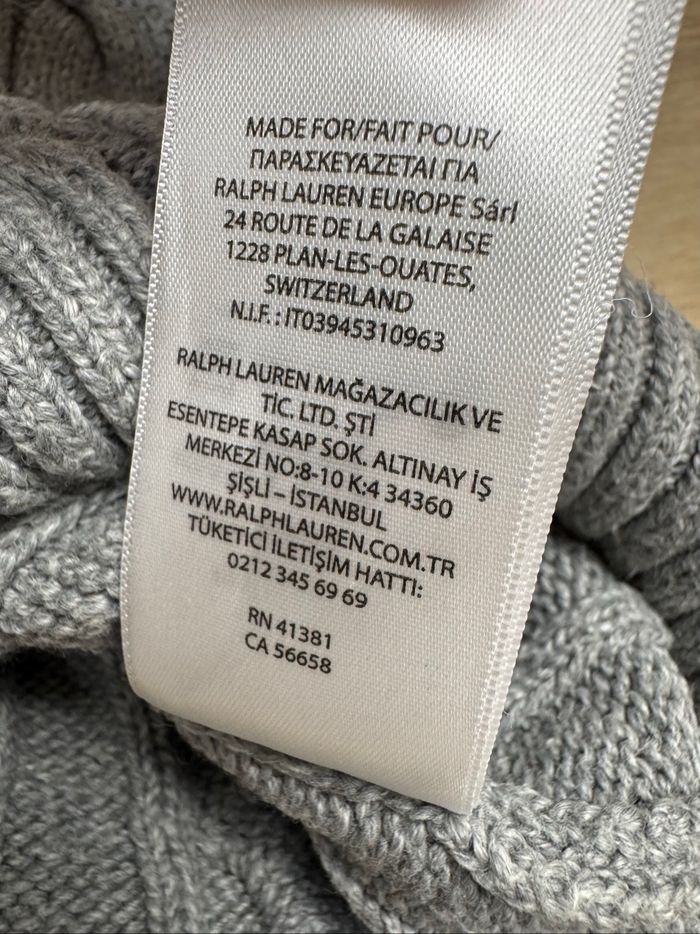 MADE FOR/FAIT POUR/
ΠΑΡΑΣΚΕΥΑΖΕΤΑΙ ΓΙΑ
RALPH LAUREN EUROPE Sárl
24 ROUTE DE LA GALAISE
1228 PLAN-LES-OUATES,
SWITZERLAND
N.I.F. : IT03945310963
RALPH LAUREN MAĞAZACILIK VE
TİC. LTD. ŞTİ
ESENTEPE KASAP SOK. ALTINAY İŞ
MERKEZİ NO:8-10 K:4 34360
ŞİŞLİ – İSTANBUL
WWW.RALPHLAUREN.COM.TR
TÜKETİCİ İLETİŞİM HATTI:
0212 345 69 69
RN 41381
CA 56658